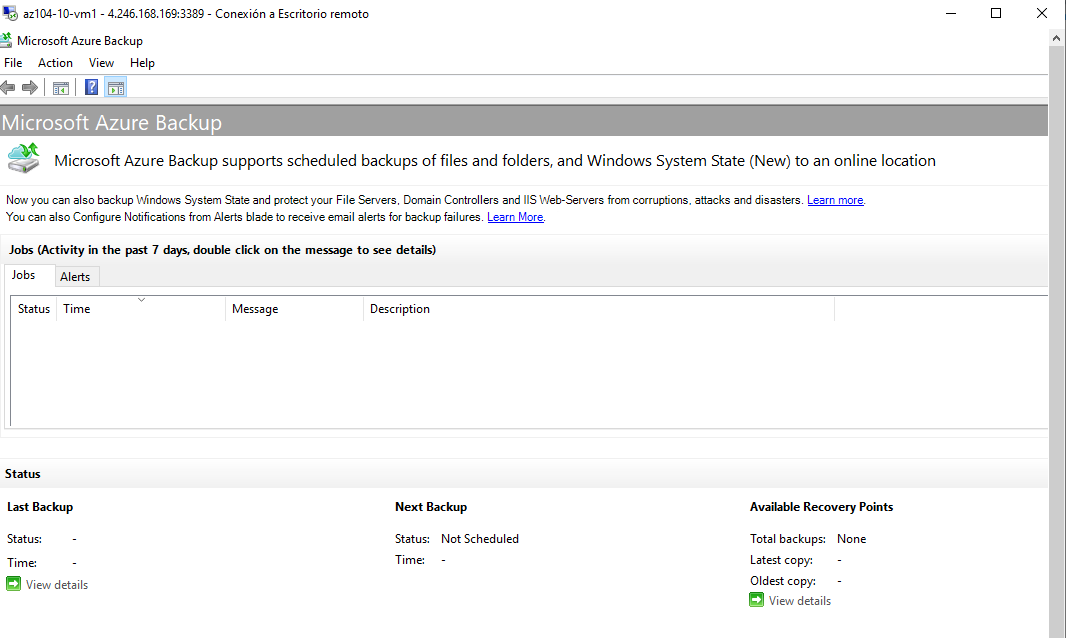 az104-10-vm1 - 4.246.168.169:3389 - Conexión a Escritorio remoto
Microsoft Azure Backup
File Action View Help
Microsoft Azure Backup
Microsoft Azure Backup supports scheduled backups of files and folders, and Windows System State (New) to an online location
Now you can also backup Windows System State and protect your File Servers, Domain Controllers and IIS Web-Servers from corruptions, attacks and disasters. Learn more.
You can also Configure Notifications from Alerts blade to receive email alerts for backup failures. Learn More.
Jobs (Activity in the past 7 days, double click on the message to see details)
Jobs Alerts
Status Time Message Description
Status
Last Backup Next Backup Available Recovery Points
Status: - Status: Not Scheduled Total backups: None
Time: - Time: - Latest copy: -
Oldest copy: -
View details View details